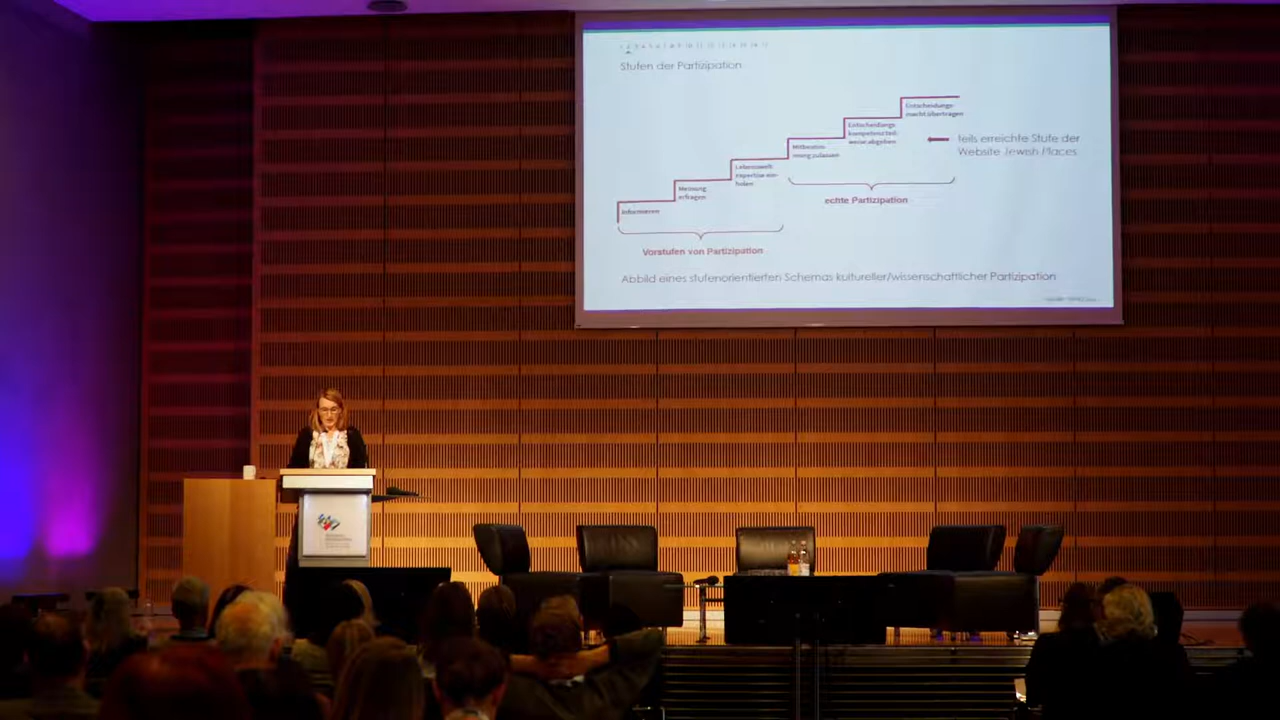 Stufen der Partizipation
Entscheidungs-
macht übertragen
Entscheidungs
kompetenz teil-
weise abgeben
teils erreichte Stufe der
Website Jewish Places
Mitbestim-
mung zulassen
Lebenswelt-
expertise ein-
holen
Meinung
erfragen
echte Partizipation
Informieren
Vorstufen von Partizipation
Abbild eines stufenorientierten Schemas kultureller/wissenschaftlicher Partizipation